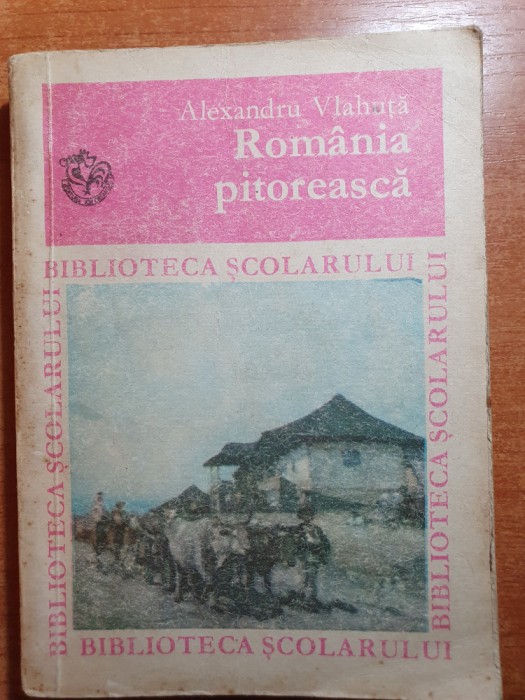 Alexandru Vlahuță
România
pitorească
BIBLIOTECA ȘCOLARULUI
BIBLIOTECA ȘCOLARULUI
BIBLIOTECA ȘCOLARULUI
BIBLIOTECA ȘCOLARULUI